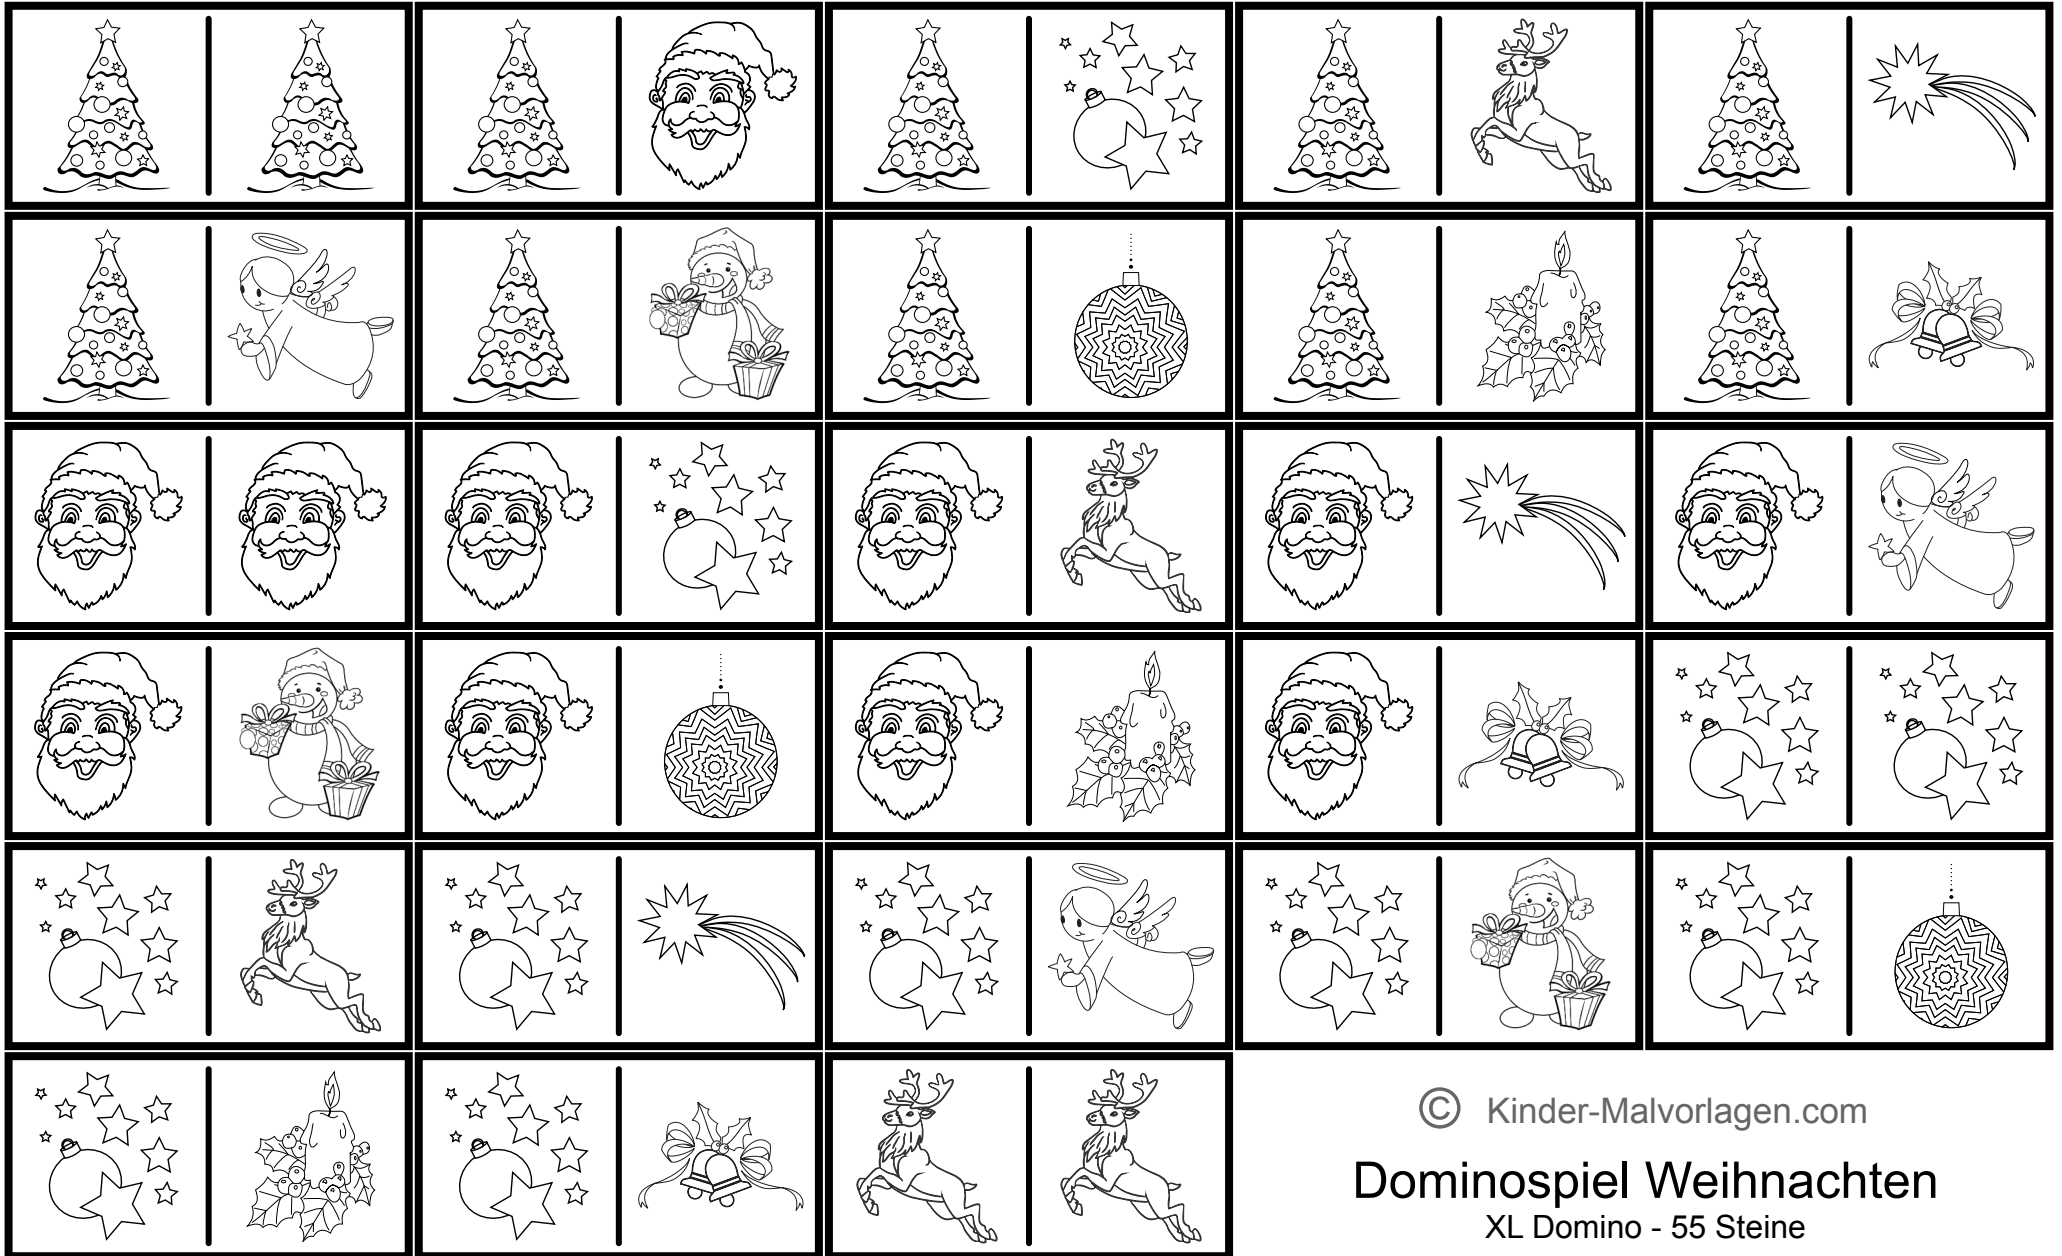 © Kinder-Malvorlagen.com
Dominospiel Weihnachten
XL Domino - 55 Steine